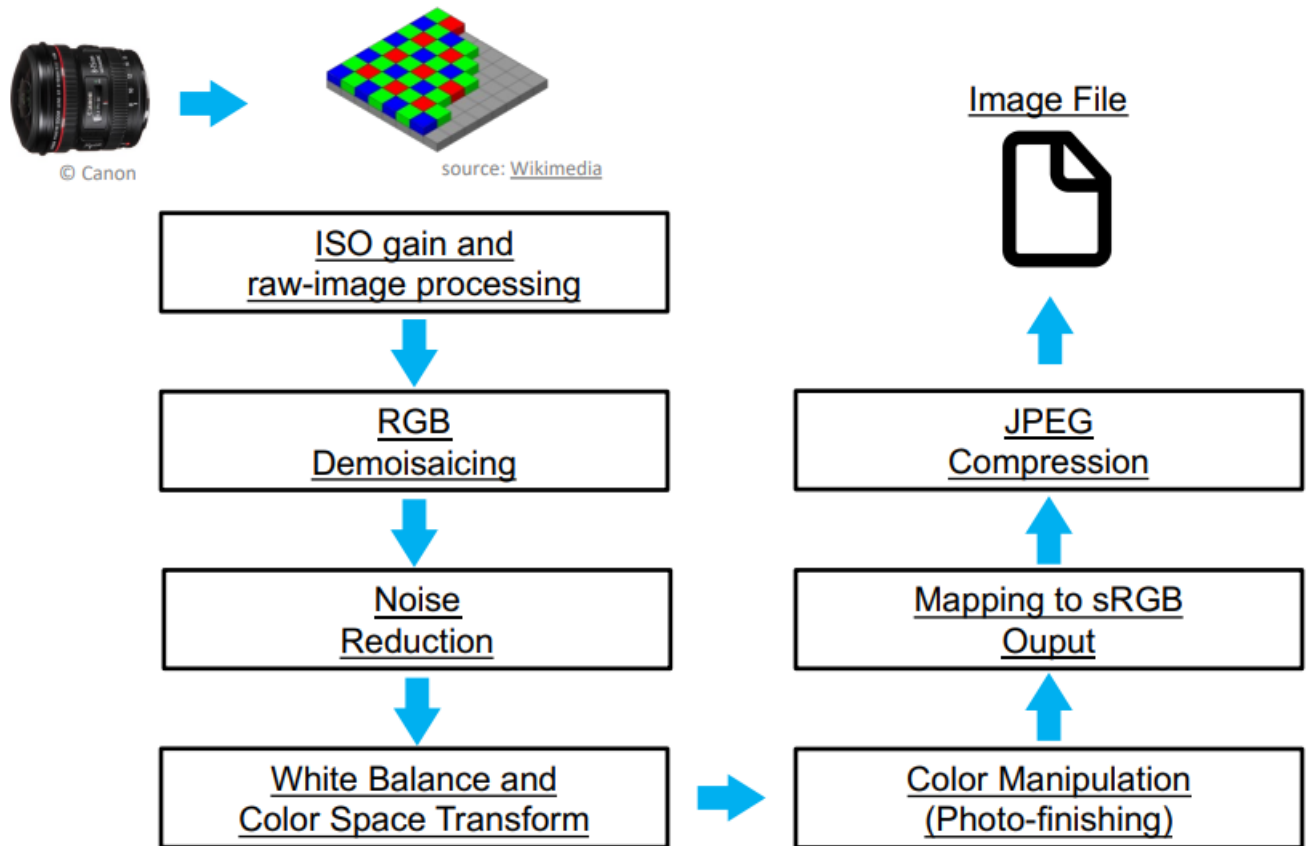 © Canon
source: Wikimedia
ISO gain and
raw-image processing
RGB
Demoisaicing
Noise
Reduction
White Balance and
Color Space Transform
Color Manipulation
(Photo-finishing)
Mapping to sRGB
Ouput
JPEG
Compression
Image File